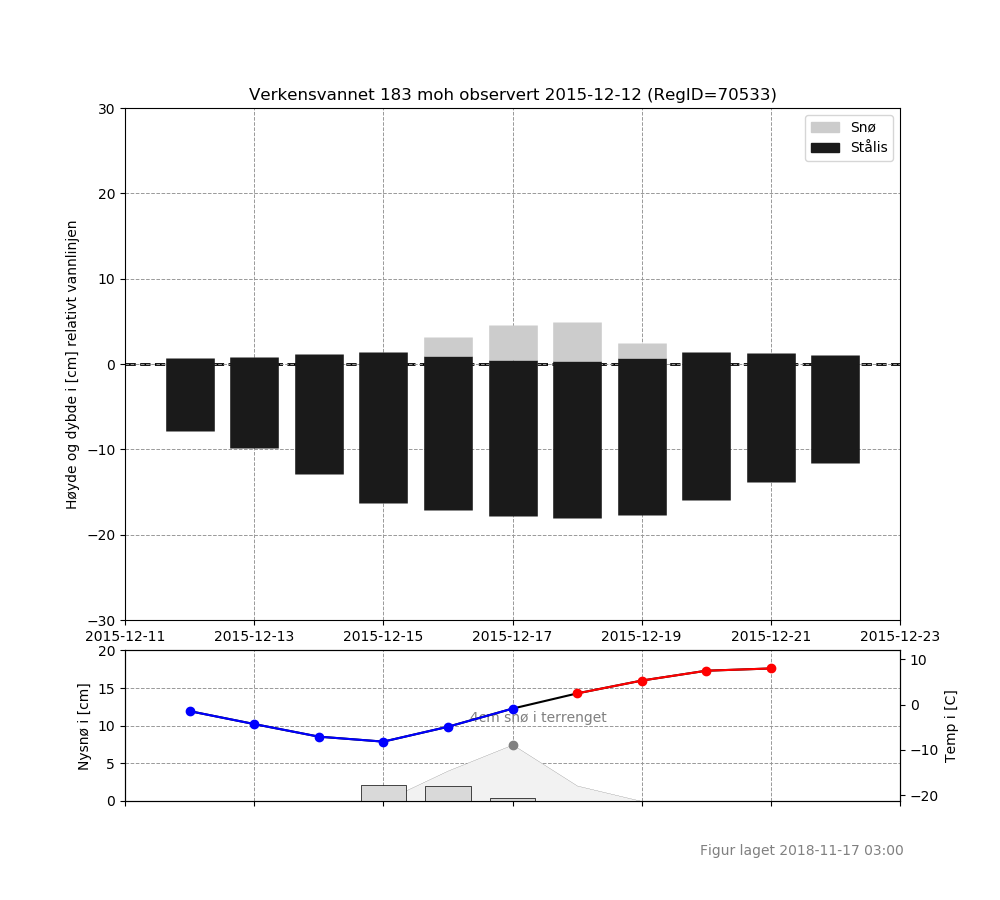 Verkensvannet 183 moh observert 2015-12-12 (RegID=70533)
Snø
Stålis
Høyde og dybde i [cm] relativt vannlinjen
30
20
10
0
−10
−20
−30
2015-12-11 2015-12-13 2015-12-15 2015-12-17 2015-12-19 2015-12-21 2015-12-23
Nysnø i [cm]
20
15
10
5
0
4cm snø i terrenget
10
0
−10
−20
Temp i [C]
Figur laget 2018-11-17 03:00